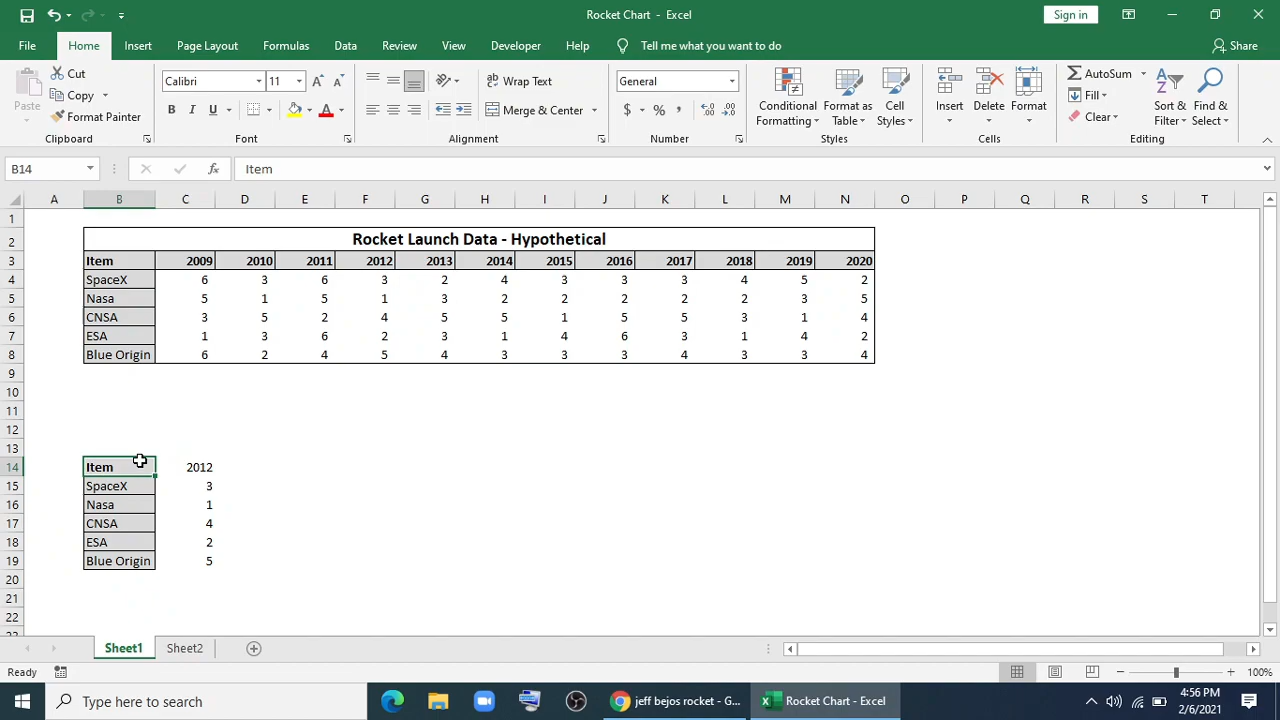 Rocket Chart - Excel
Sign in
File Home Insert Page Layout Formulas Data Review View Developer Help Tell me what you want to do Share
Paste
Cut
Copy
Format Painter
Clipboard
Calibri 11
B I U
Font
Wrap Text
Merge & Center
Alignment
General
$ % ,
Number
Conditional Formatting
Format as Table
Cell Styles
Styles
Insert Delete Format
Cells
AutoSum
Fill
Clear
Sort & Filter
Find & Select
Editing
B14 fx Item
A B C D E F G H I J K L M N O P Q R S T
1
2 Rocket Launch Data - Hypothetical
3 Item 2009 2010 2011 2012 2013 2014 2015 2016 2017 2018 2019 2020
4 SpaceX 6 3 6 3 2 4 3 3 3 4 5 2
5 Nasa 5 1 5 1 3 2 2 2 2 2 3 5
6 CNSA 3 5 2 4 5 5 1 5 5 3 1 4
7 ESA 1 3 6 2 3 1 4 6 3 1 4 2
8 Blue Origin 6 2 4 5 4 3 3 3 4 3 3 4
9
10
11
12
13
14 Item 2012
15 SpaceX 3
16 Nasa 1
17 CNSA 4
18 ESA 2
19 Blue Origin 5
20
21
22
Sheet1 Sheet2
Ready 100%
Type here to search
jeff bejos rocket - G...
Rocket Chart - Excel
4:56 PM
2/6/2021